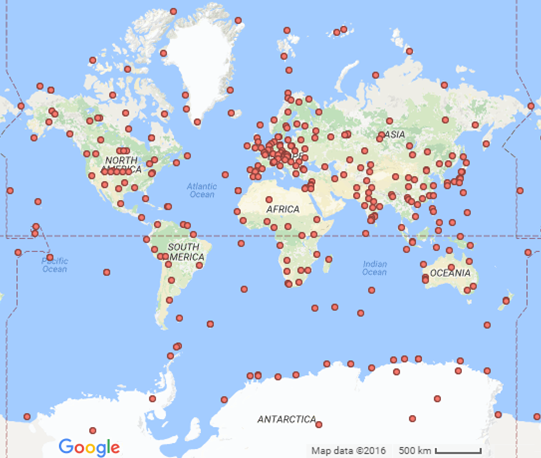 ASIA
NORTH
AMERICA
Atlantic
Ocean
AFRICA
SOUTH
AMERICA
Pacific
Ocean
Indian
Ocean
OCEANIA
ANTARCTICA
Google
Map data ©2016 500 km